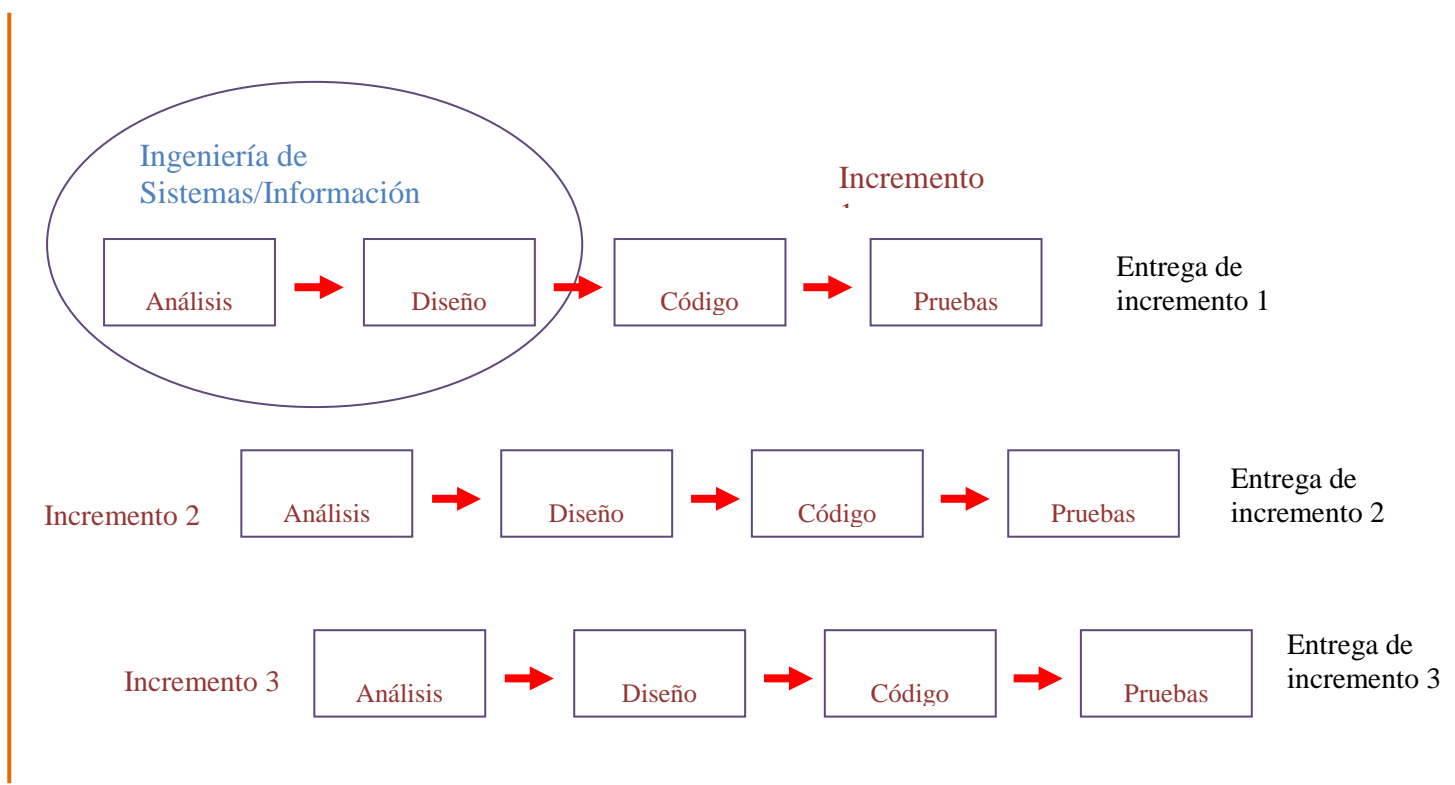 Ingeniería de
Sistemas/Información
Incremento
Análisis
Diseño
Código
Pruebas
Entrega de
incremento 1
Incremento 2
Análisis
Diseño
Código
Pruebas
Entrega de
incremento 2
Incremento 3
Análisis
Diseño
Código
Pruebas
Entrega de
incremento 3